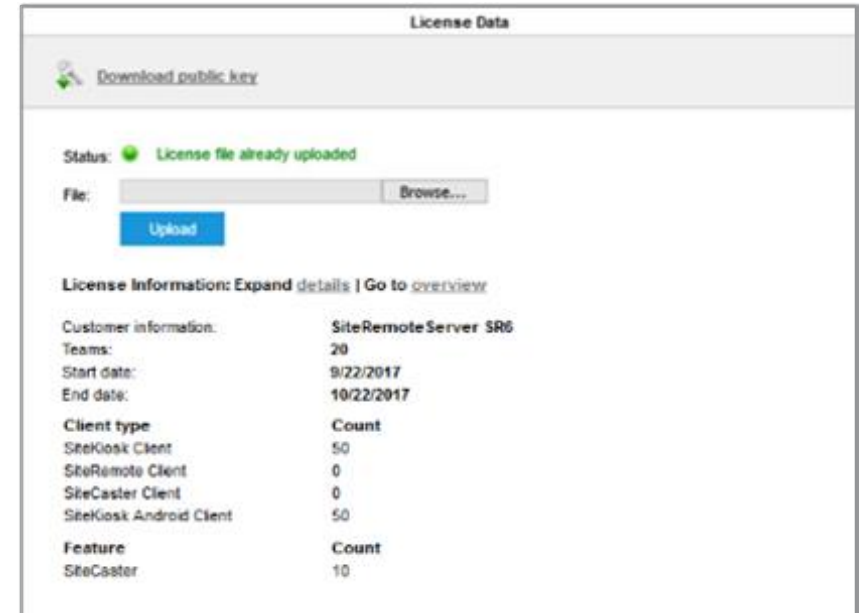 License Data
Download public key
Status: License file already uploaded
File: Browse...
Upload
License Information: Expand details | Go to overview
Customer information: SiteRemoteServer SR6
Teams: 20
Start date: 9/22/2017
End date: 10/22/2017
Client type Count
SiteKiosk Client 50
SiteRemote Client 0
SiteCaster Client 0
SiteKiosk Android Client 50
Feature Count
SiteCaster 10